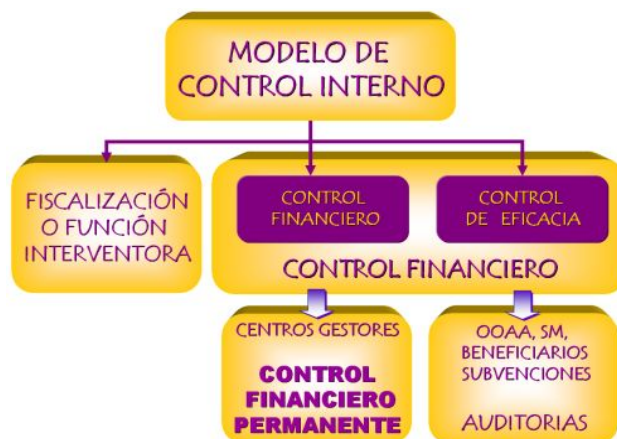 MODELO DE
CONTROL INTERNO
FISCALIZACIÓN
O FUNCIÓN
INTERVENTORA
CONTROL
FINANCIERO
CONTROL
DE EFICACIA
CONTROL FINANCIERO
CENTROS GESTORES
CONTROL
FINANCIERO
PERMANENTE
OOAA, SM,
BENEFICIARIOS
SUBVENCIONES
AUDITORIAS